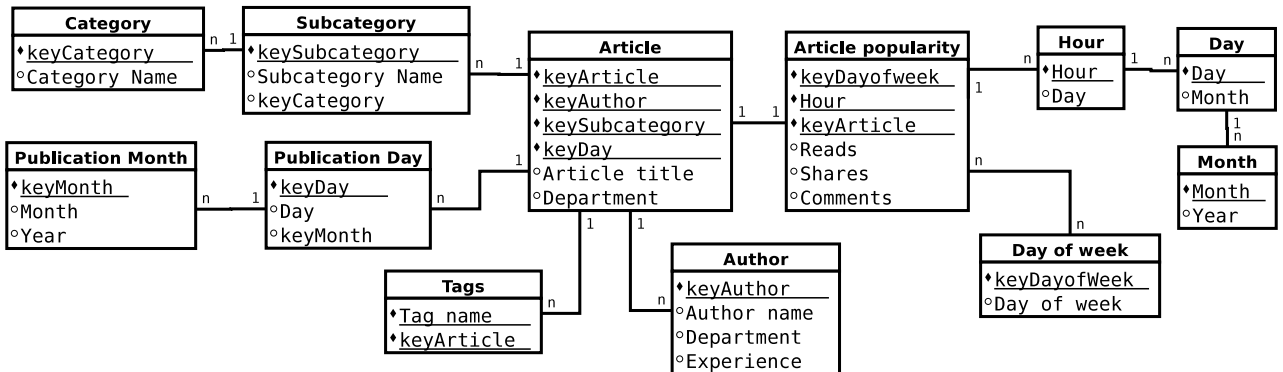 Category
keyCategory
Category Name
n
1
Subcategory
keySubcategory
Subcategory Name
keyCategory
n
1
Article
keyArticle
keyAuthor
keySubcategory
keyDay
Article title
Department
1
1
Article popularity
keyDayofweek
Hour
keyArticle
Reads
Shares
Comments
n
n
1
Hour
Hour
Day
1
n
Day
Day
Month
1
n
Month
Month
Year
Publication Month
keyMonth
Month
Year
n
1
Publication Day
keyDay
Day
keyMonth
n
1
1
n
Tags
Tag name
keyArticle
1
n
Author
keyAuthor
Author name
Department
Experience
n
n
Day of week
keyDayofWeek
Day of week